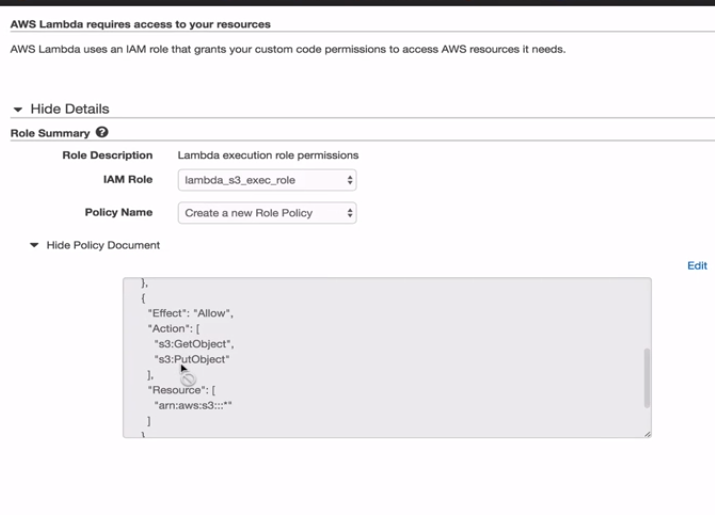 AWS Lambda requires access to your resources
AWS Lambda uses an IAM role that grants your custom code permissions to access AWS resources it needs.
Hide Details
Role Summary ?
Role Description Lambda execution role permissions
IAM Role lambda_s3_exec_role
Policy Name Create a new Role Policy
Hide Policy Document
Edit
},
{
"Effect": "Allow",
"Action": [
"s3:GetObject",
"s3:PutObject"
],
"Resource": [
"arn:aws:s3:::*"
]
}